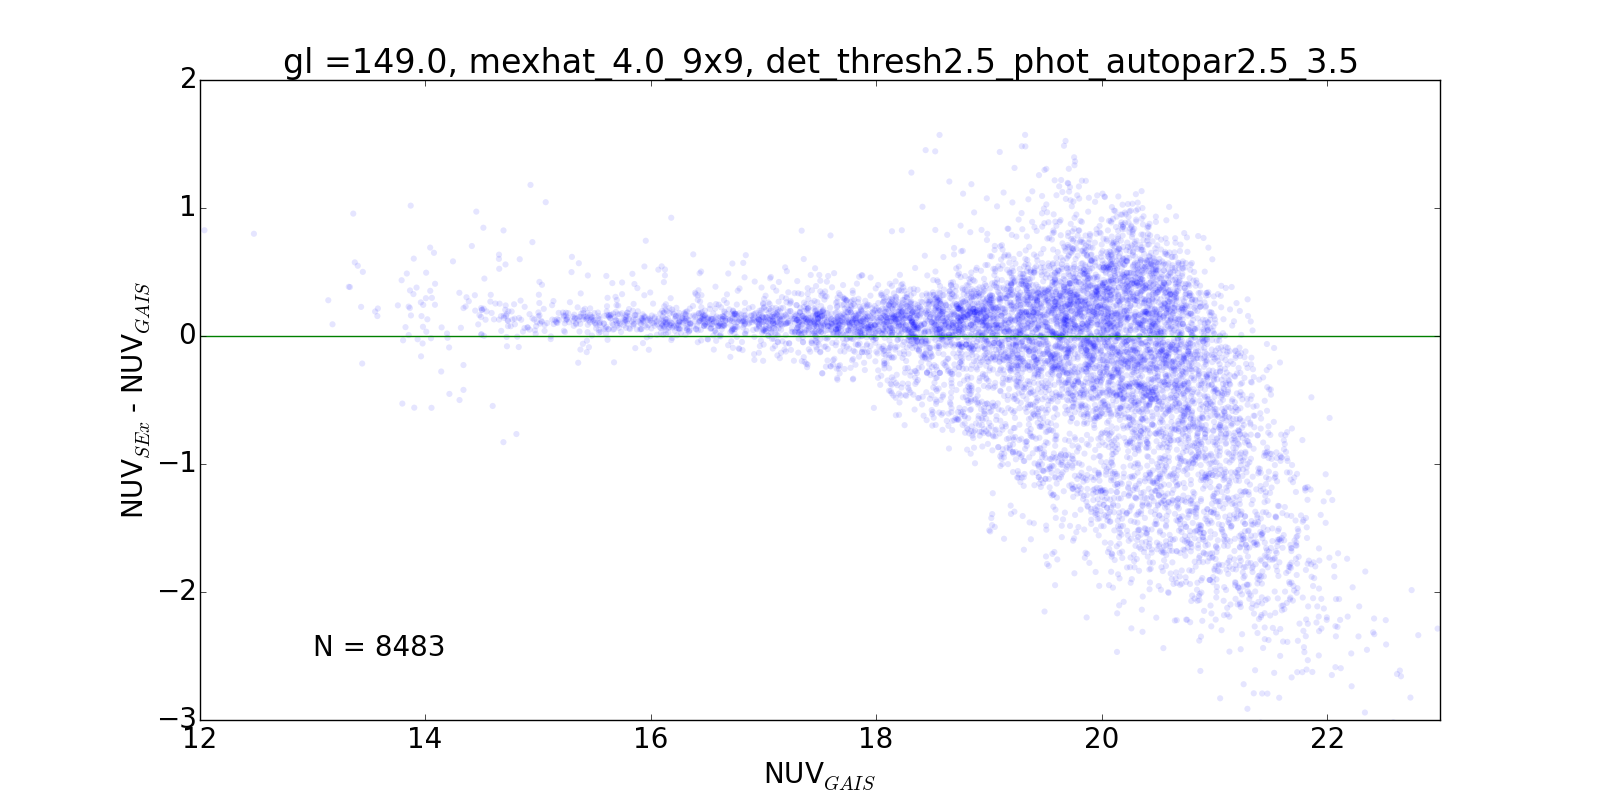 gl =149.0, mexhat_4.0_9x9, det_thresh2.5_phot_autopar2.5_3.5
2
1
0
−1
−2
−3
NUV_SEx - NUV_GAIS
N = 8483
12 14 16 18 20 22
NUV_GAIS